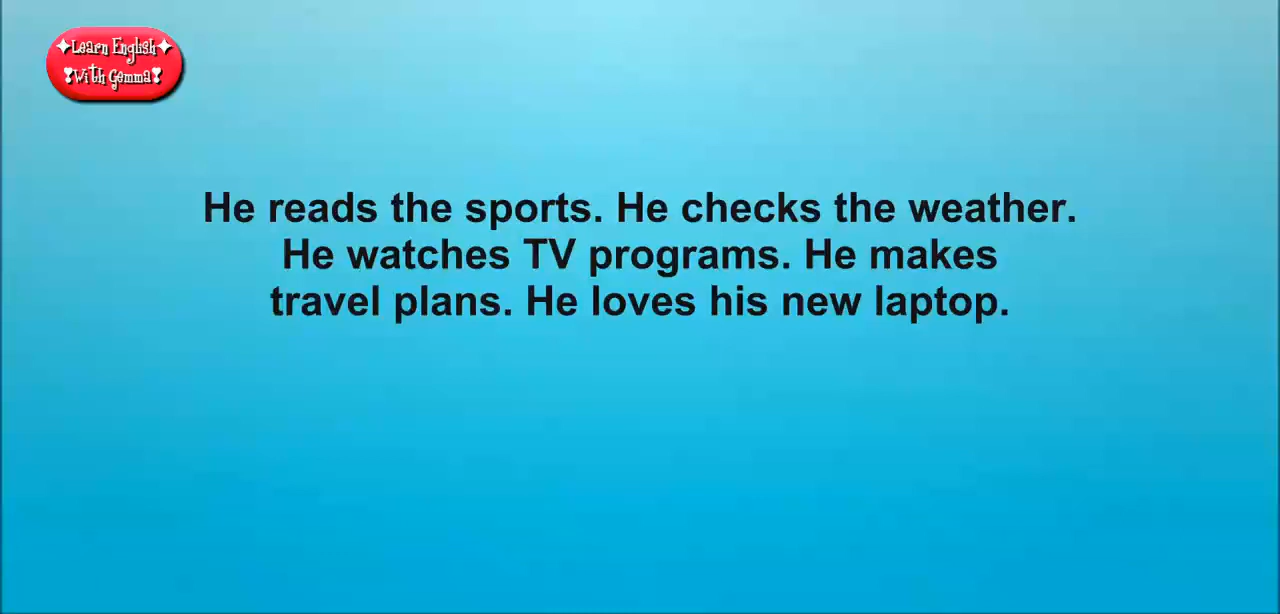 ✦Learn English✦
❣With Gemma❣
He reads the sports. He checks the weather.
He watches TV programs. He makes
travel plans. He loves his new laptop.